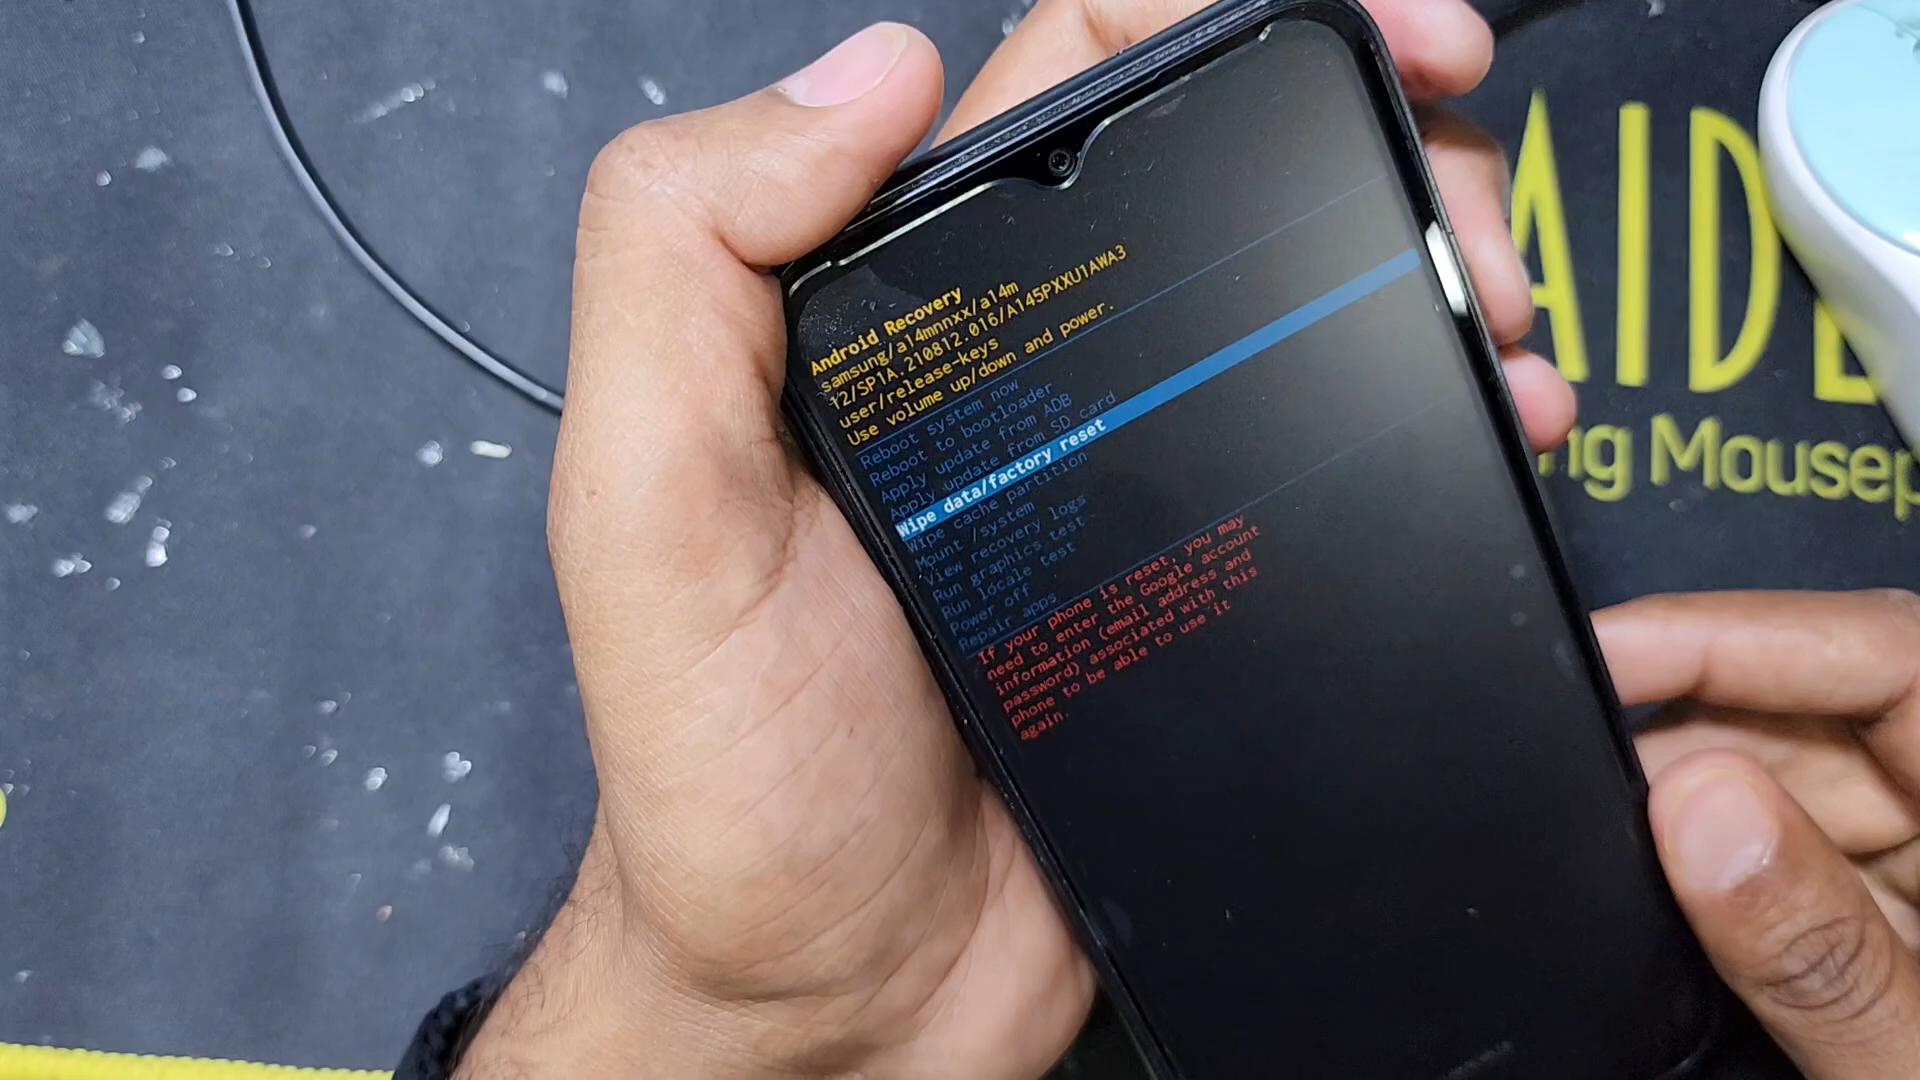 Android Recovery
samsung/a14mnnxx/a14m
12/SP1A.210812.016/A145PXXU1AWA3
user/release-keys
Use volume up/down and power.
Reboot system now
Reboot to bootloader
Apply update from ADB
Apply update from SD card
Wipe data/factory reset
Wipe cache partition
Mount /system
View recovery logs
Run graphics test
Run locale test
Power off
Repair apps
If your phone is reset, you may
need to enter the Google account
information (email address and
password) associated with this
phone to be able to use it
again.